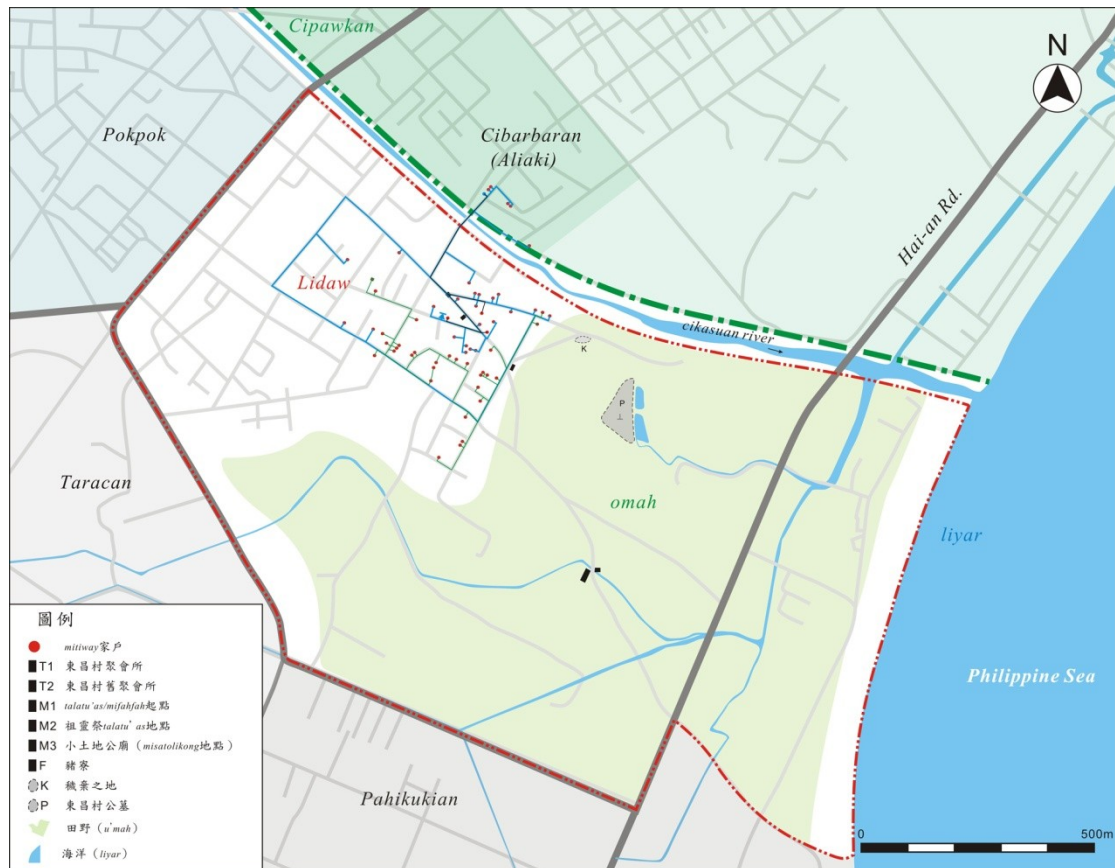 Cipawkan
N
Pokpok
Cibarbaran
(Aliaki)
Hai-an Rd.
Lidaw
cikasuan river
K
P
⊥
Taracan
omah
liyar
Philippine Sea
Pahikukian
圖例
mitiway家戶
T1 東昌村聚會所
T2 東昌村舊聚會所
M1 talatu'as/mifahfah起點
M2 祖靈祭talatu'as地點
M3 小土地公廟(misatolikong地點)
F 豬寮
K 穢棄之地
P 東昌村公墓
田野(u'mah)
海洋(liyar)
0 500m